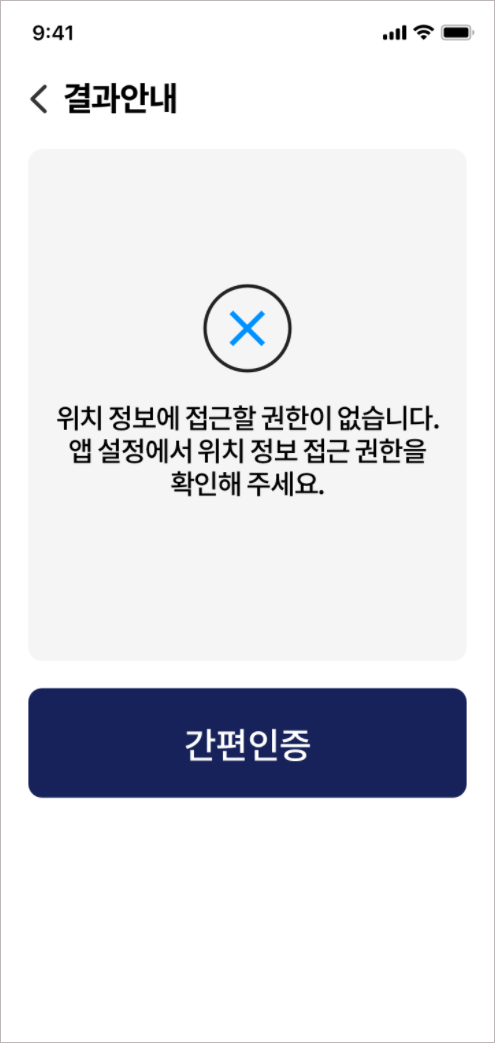 9:41
결과안내
위치 정보에 접근할 권한이 없습니다.
앱 설정에서 위치 정보 접근 권한을
확인해 주세요.
간편인증